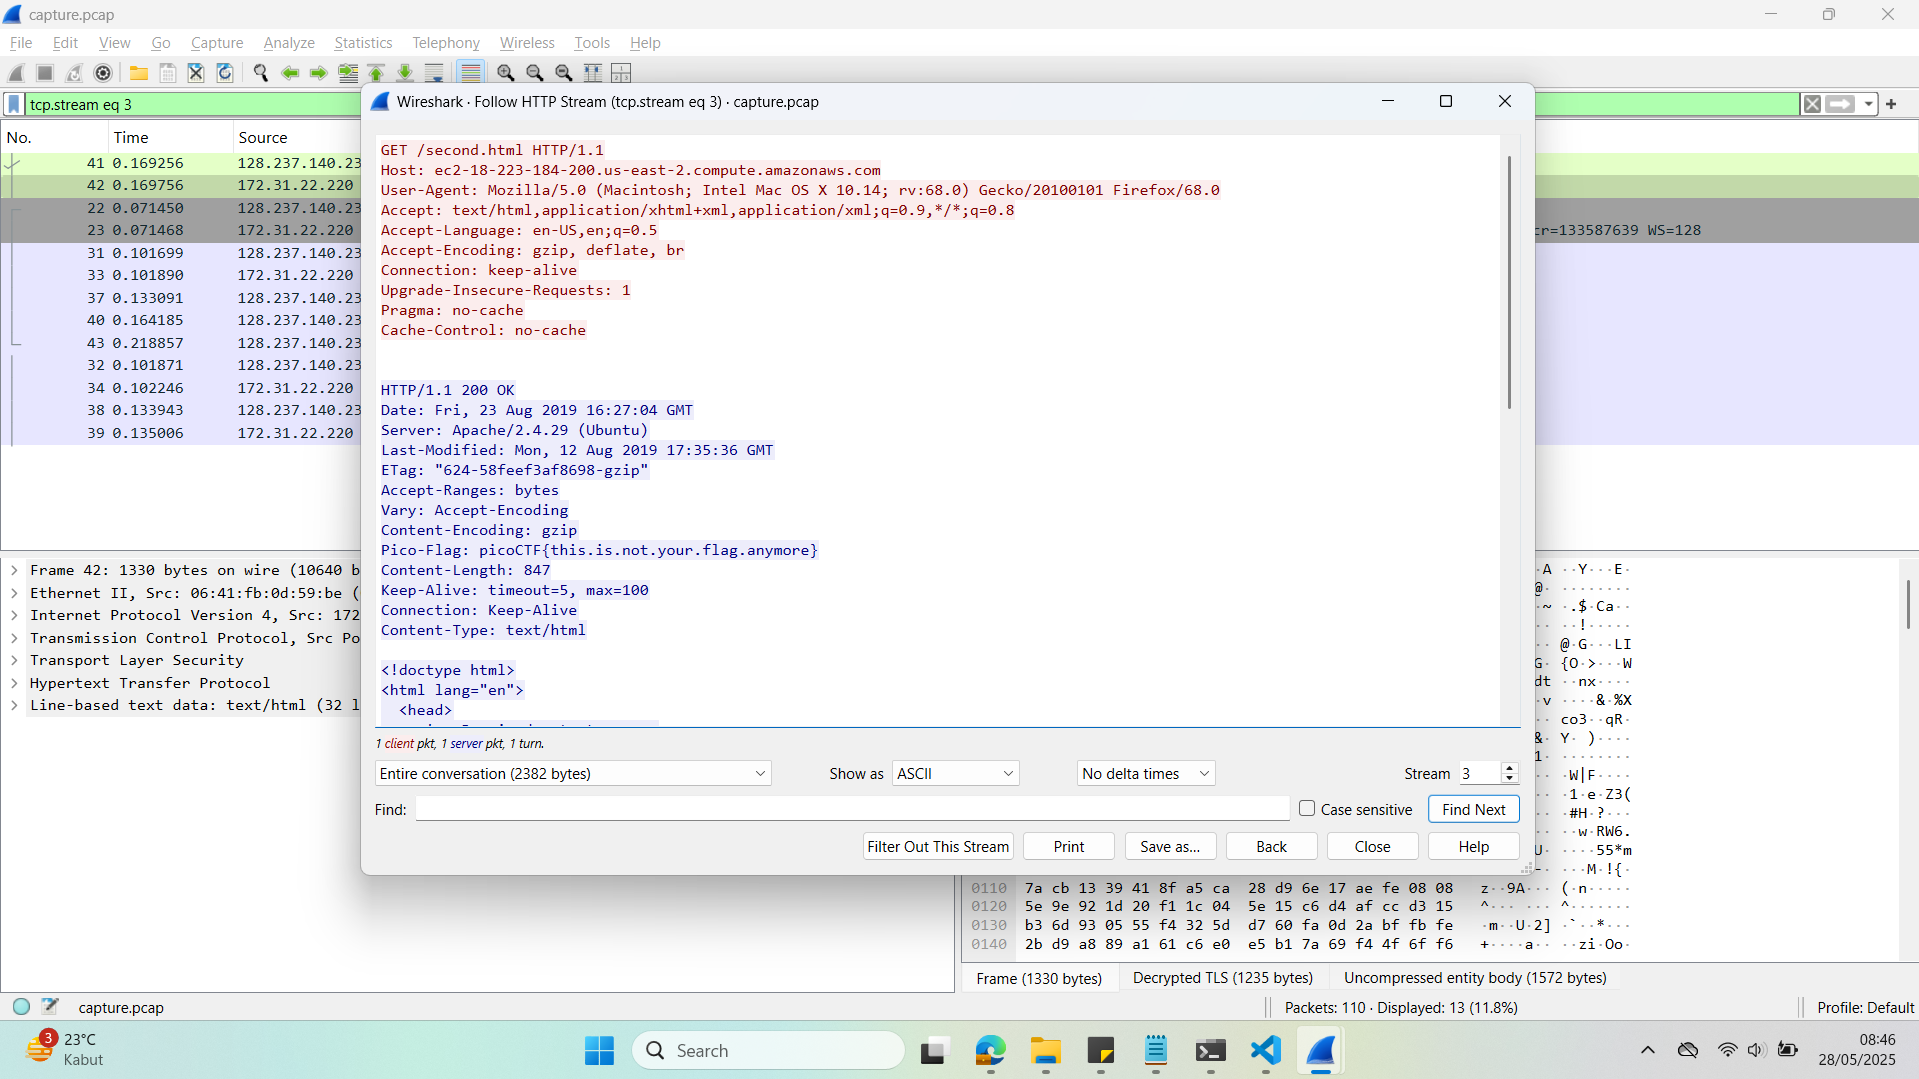 capture.pcap
File Edit View Go Capture Analyze Statistics Telephony Wireless Tools Help
tcp.stream eq 3
No. Time Source
41 0.169256 128.237.140.23
42 0.169756 172.31.22.220
22 0.071450 128.237.140.23
23 0.071468 172.31.22.220 cr=133587639 WS=128
31 0.101699 128.237.140.23
33 0.101890 172.31.22.220
37 0.133091 128.237.140.23
40 0.164185 128.237.140.23
43 0.218857 128.237.140.23
32 0.101871 128.237.140.23
34 0.102246 172.31.22.220
38 0.133943 128.237.140.23
39 0.135006 172.31.22.220
Wireshark · Follow HTTP Stream (tcp.stream eq 3) · capture.pcap
GET /second.html HTTP/1.1
Host: ec2-18-223-184-200.us-east-2.compute.amazonaws.com
User-Agent: Mozilla/5.0 (Macintosh; Intel Mac OS X 10.14; rv:68.0) Gecko/20100101 Firefox/68.0
Accept: text/html,application/xhtml+xml,application/xml;q=0.9,*/*;q=0.8
Accept-Language: en-US,en;q=0.5
Accept-Encoding: gzip, deflate, br
Connection: keep-alive
Upgrade-Insecure-Requests: 1
Pragma: no-cache
Cache-Control: no-cache
HTTP/1.1 200 OK
Date: Fri, 23 Aug 2019 16:27:04 GMT
Server: Apache/2.4.29 (Ubuntu)
Last-Modified: Mon, 12 Aug 2019 17:35:36 GMT
ETag: "624-58feef3af8698-gzip"
Accept-Ranges: bytes
Vary: Accept-Encoding
Content-Encoding: gzip
Pico-Flag: picoCTF{this.is.not.your.flag.anymore}
Content-Length: 847
Keep-Alive: timeout=5, max=100
Connection: Keep-Alive
Content-Type: text/html
<!doctype html>
<html lang="en">
<head>
1 client pkt, 1 server pkt, 1 turn.
Entire conversation (2382 bytes) Show as ASCII No delta times Stream 3
Find: Case sensitive Find Next
Filter Out This Stream Print Save as... Back Close Help
Frame 42: 1330 bytes on wire (10640 b
Ethernet II, Src: 06:41:fb:0d:59:be (
Internet Protocol Version 4, Src: 172
Transmission Control Protocol, Src Po
Transport Layer Security
Hypertext Transfer Protocol
Line-based text data: text/html (32 l
·A ··Y···E·
@· ········
·~ ·.$·Ca··
·· ··!·····
·· @·G···LI
G· {O·>···W
dt ··nx····
·v ····&·%X
·· co3··qR·
&· Y·)····
1· ········
·· ·W|F····
·· ·1·e·Z3(
·· ·#H·?···
·· ··w·RW6.
U· ····55*m
·- ···M·!{·
0110 7a cb 13 39 41 8f a5 ca 28 d9 6e 17 ae fe 08 08 z··9A··· (·n·····
0120 5e 9e 92 1d 20 f1 1c 04 5e 15 c6 d4 af cc d3 15 ^··· ··· ^·······
0130 b3 6d 93 05 55 f4 32 5d d7 60 fa 0d 2a bf fb fe ·m··U·2] ·`··*···
0140 2b d9 a8 89 a1 61 c6 e0 e5 b1 7a 69 f4 4f 6f f6 +····a·· ··zi·Oo·
Frame (1330 bytes) Decrypted TLS (1235 bytes) Uncompressed entity body (1572 bytes)
capture.pcap Packets: 110 · Displayed: 13 (11.8%) Profile: Default
3 23°C
Kabut
Search
08:46
28/05/2025